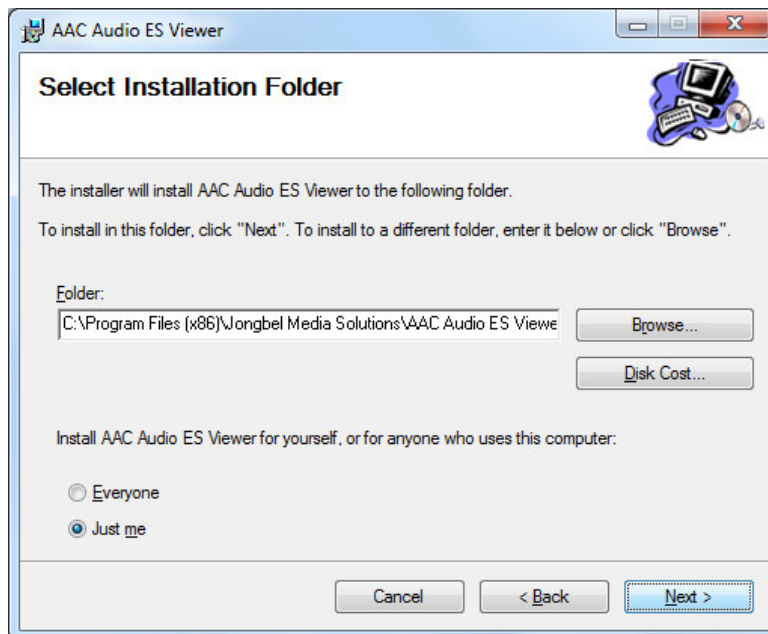 AAC Audio ES Viewer
Select Installation Folder
The installer will install AAC Audio ES Viewer to the following folder.
To install in this folder, click "Next". To install to a different folder, enter it below or click "Browse".
Folder:
C:\Program Files (x86)\Jongbel Media Solutions\AAC Audio ES Viewe
Browse...
Disk Cost...
Install AAC Audio ES Viewer for yourself, or for anyone who uses this computer:
Everyone
Just me
Cancel
< Back
Next >